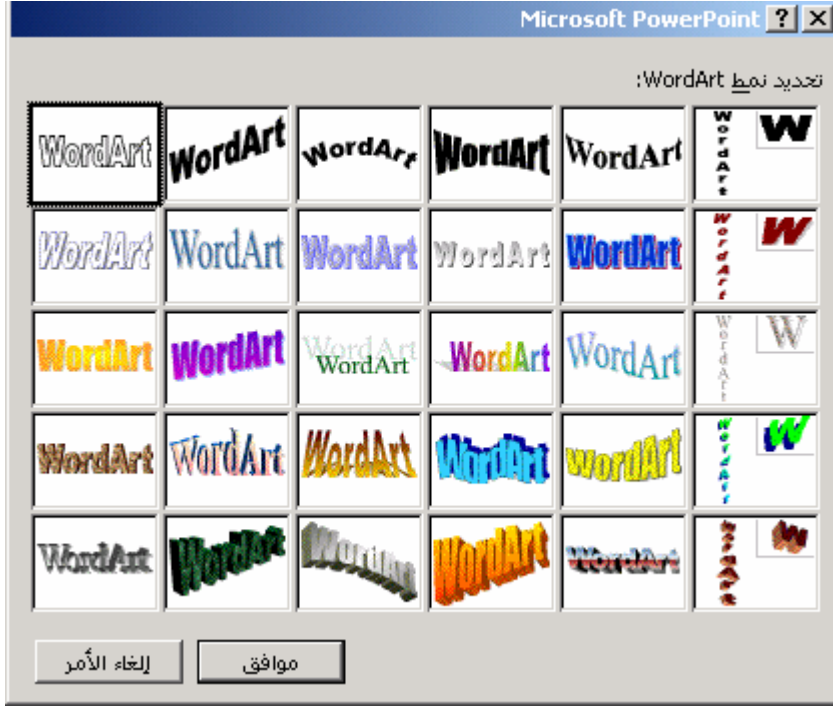 Microsoft PowerPoint
تحديد نمط WordArt:
WordArt WordArt WordArt WordArt WordArt WordArt W
WordArt WordArt WordArt WordArt WordArt WordArt W
WordArt WordArt WordArt WordArt WordArt WordArt WordArt W
WordArt WordArt WordArt WordArt WordArt WordArt W
WordArt WordArt WordArt WordArt WordArt WordArt W
موافق إلغاء الأمر